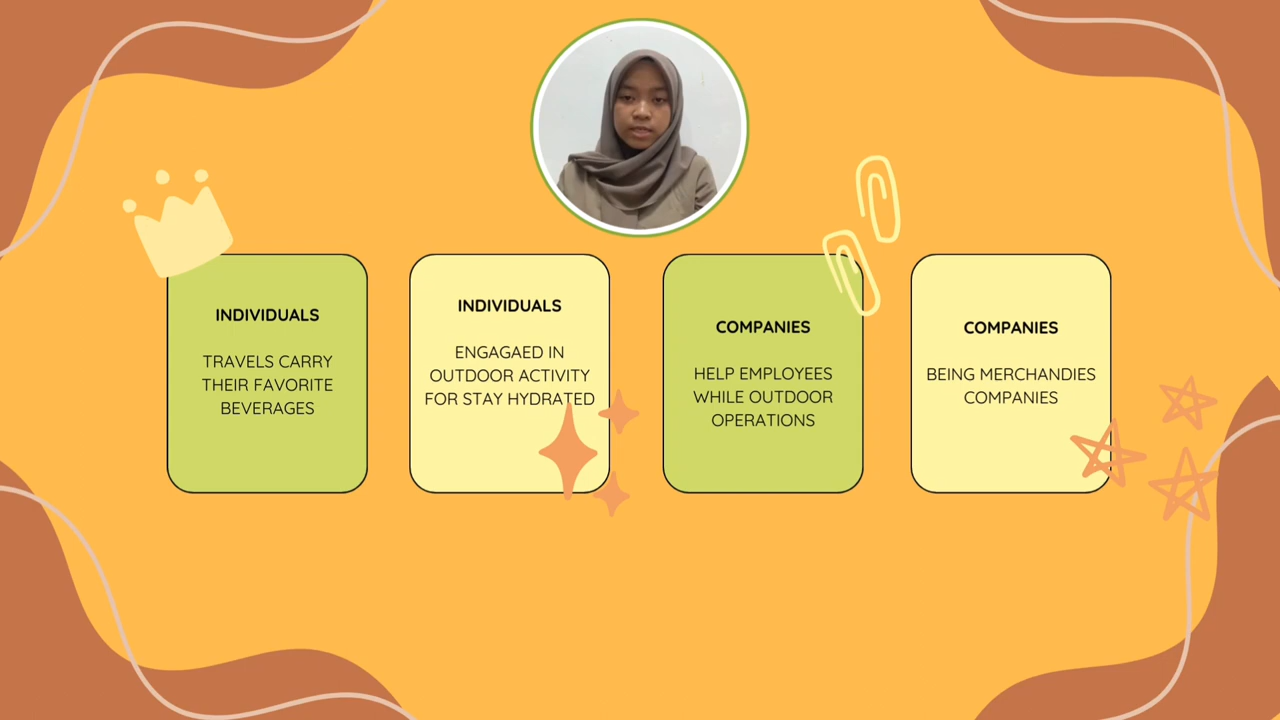 INDIVIDUALS
TRAVELS CARRY
THEIR FAVORITE
BEVERAGES
INDIVIDUALS
ENGAGAED IN
OUTDOOR ACTIVITY
FOR STAY HYDRATED
COMPANIES
HELP EMPLOYEES
WHILE OUTDOOR
OPERATIONS
COMPANIES
BEING MERCHANDIES
COMPANIES